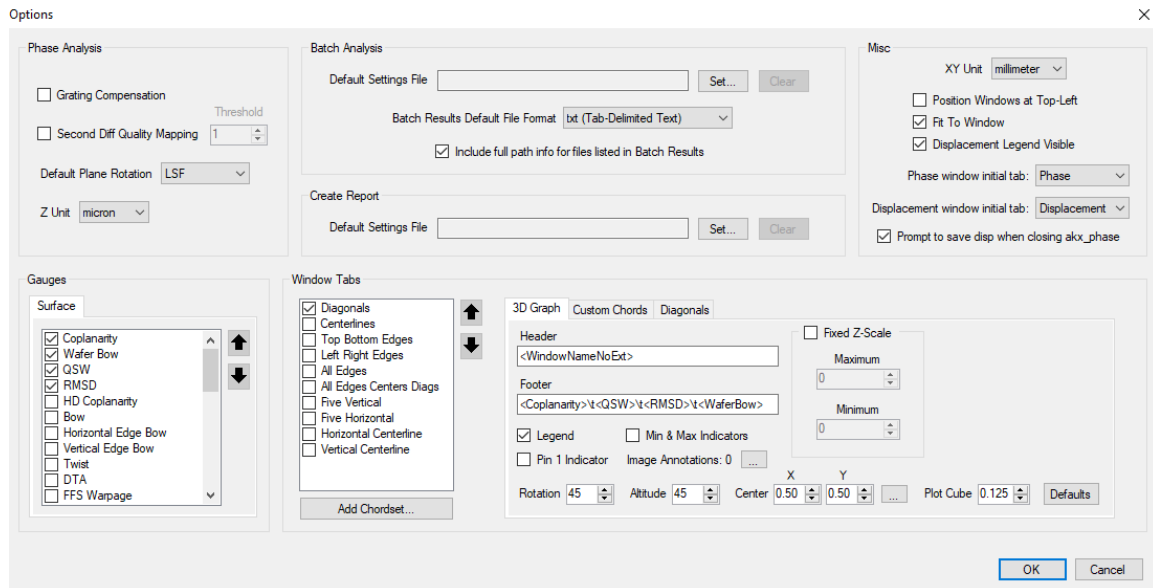 Options
Phase Analysis
Grating Compensation
Threshold
Second Diff Quality Mapping 1
Default Plane Rotation LSF
Z Unit micron
Batch Analysis
Default Settings File Set... Clear
Batch Results Default File Format txt (Tab-Delimited Text)
Include full path info for files listed in Batch Results
Create Report
Default Settings File Set... Clear
Misc
XY Unit millimeter
Position Windows at Top-Left
Fit To Window
Displacement Legend Visible
Phase window initial tab: Phase
Displacement window initial tab: Displacement
Prompt to save disp when closing akx_phase
Gauges
Surface
Coplanarity
Wafer Bow
QSW
RMSD
HD Coplanarity
Bow
Horizontal Edge Bow
Vertical Edge Bow
Twist
DTA
FFS Warpage
Window Tabs
Diagonals
Centerlines
Top Bottom Edges
Left Right Edges
All Edges
All Edges Centers Diags
Five Vertical
Five Horizontal
Horizontal Centerline
Vertical Centerline
Add Chordset...
3D Graph Custom Chords Diagonals
Header
<WindowNameNoExt>
Footer
<Coplanarity>\t<QSW>\t<RMSD>\t<WaferBow>
Legend Min & Max Indicators
Pin 1 Indicator Image Annotations: 0 ...
Fixed Z-Scale
Maximum
0
Minimum
0
X Y
Rotation 45 Altitude 45 Center 0.50 0.50 ... Plot Cube 0.125 Defaults
OK Cancel